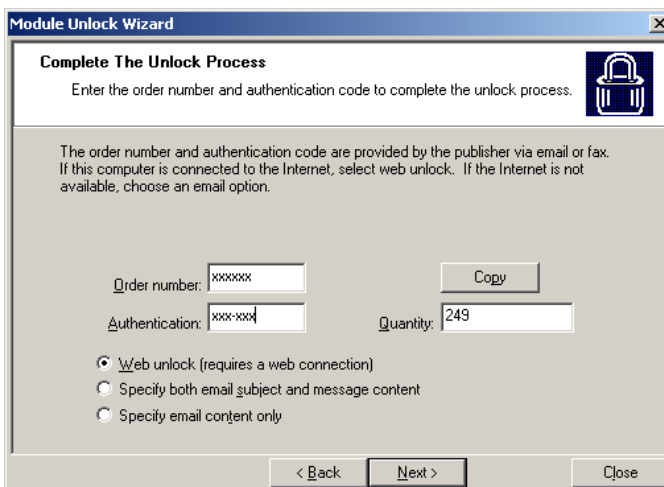 Module Unlock Wizard
Complete The Unlock Process
Enter the order number and authentication code to complete the unlock process.
The order number and authentication code are provided by the publisher via email or fax.
If this computer is connected to the Internet, select web unlock. If the Internet is not
available, choose an email option.
Order number: xxxxxx Copy
Authentication: xxx-xxx Quantity: 249
Web unlock (requires a web connection)
Specify both email subject and message content
Specify email content only
< Back Next > Close